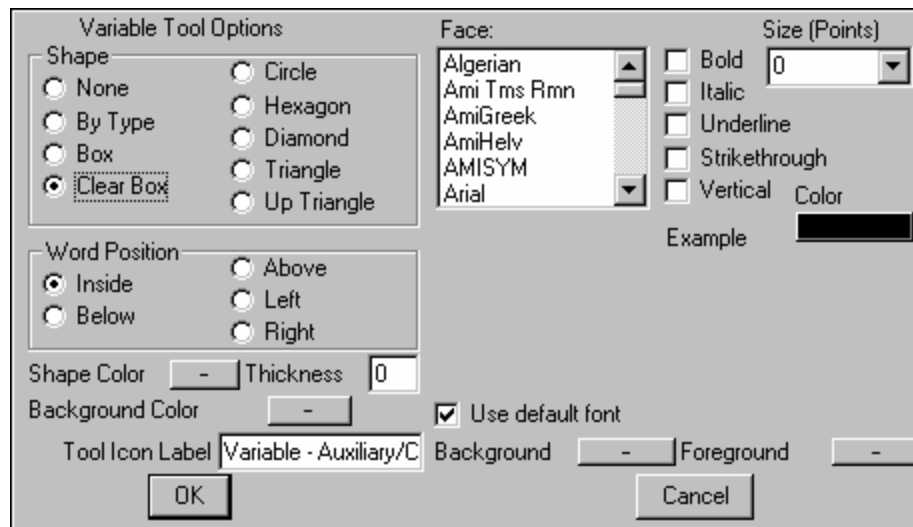 Variable Tool Options
Shape
None
By Type
Box
Clear Box
Circle
Hexagon
Diamond
Triangle
Up Triangle
Word Position
Inside
Below
Above
Left
Right
Shape Color - Thickness 0
Background Color -
Tool Icon Label Variable - Auxiliary/C
OK
Face:
Algerian
Ami Tms Rmn
AmiGreek
AmiHelv
AMISYM
Arial
Bold
Italic
Underline
Strikethrough
Vertical
Size (Points)
0
Color
Example
Use default font
Background - Foreground -
Cancel